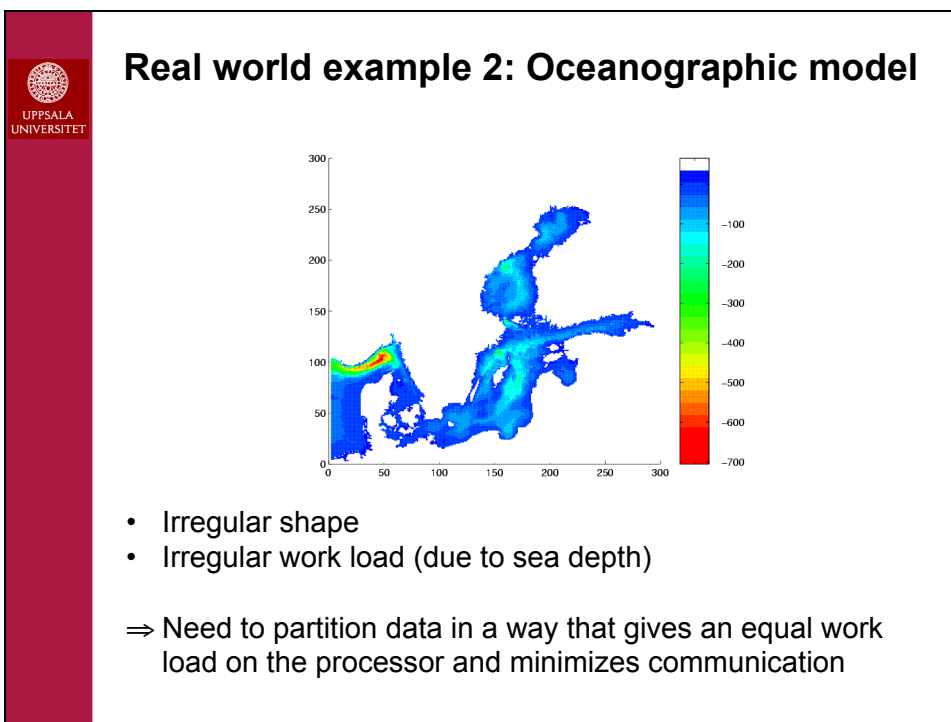 Real world example 2: Oceanographic model
UPPSALA
UNIVERSITET
300
250
200
150
100
50
0
0 50 100 150 200 250 300
−100
−200
−300
−400
−500
−600
−700
• Irregular shape
• Irregular work load (due to sea depth)
⇒ Need to partition data in a way that gives an equal work
load on the processor and minimizes communication